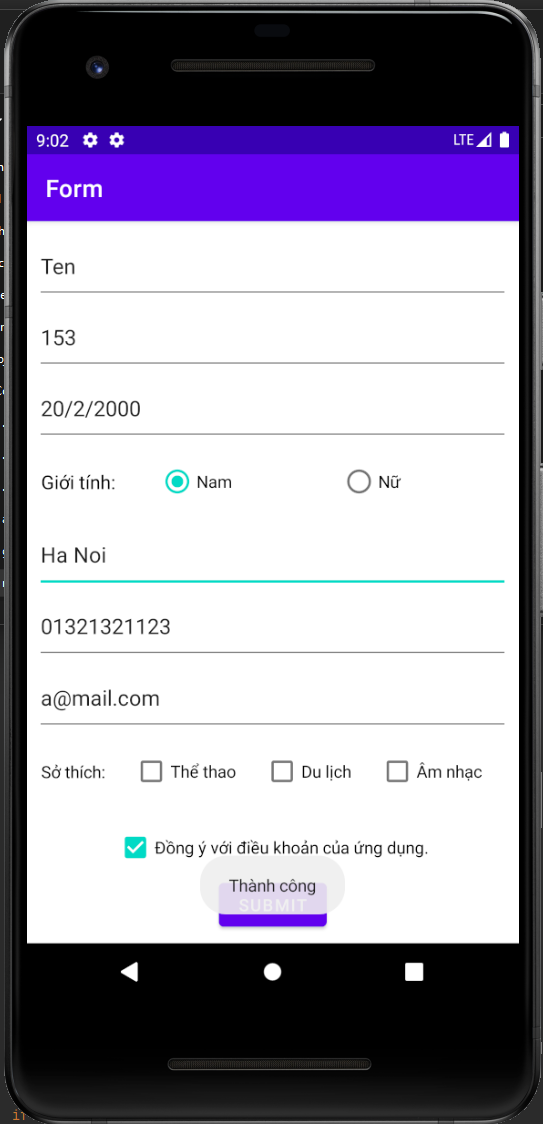 9:02 LTE
Form
Ten
153
20/2/2000
Giới tính: Nam Nữ
Ha Noi
01321321123
a@mail.com
Sở thích: Thể thao Du lịch Âm nhạc
Đồng ý với điều khoản của ứng dụng.
Thành công
SUBMIT